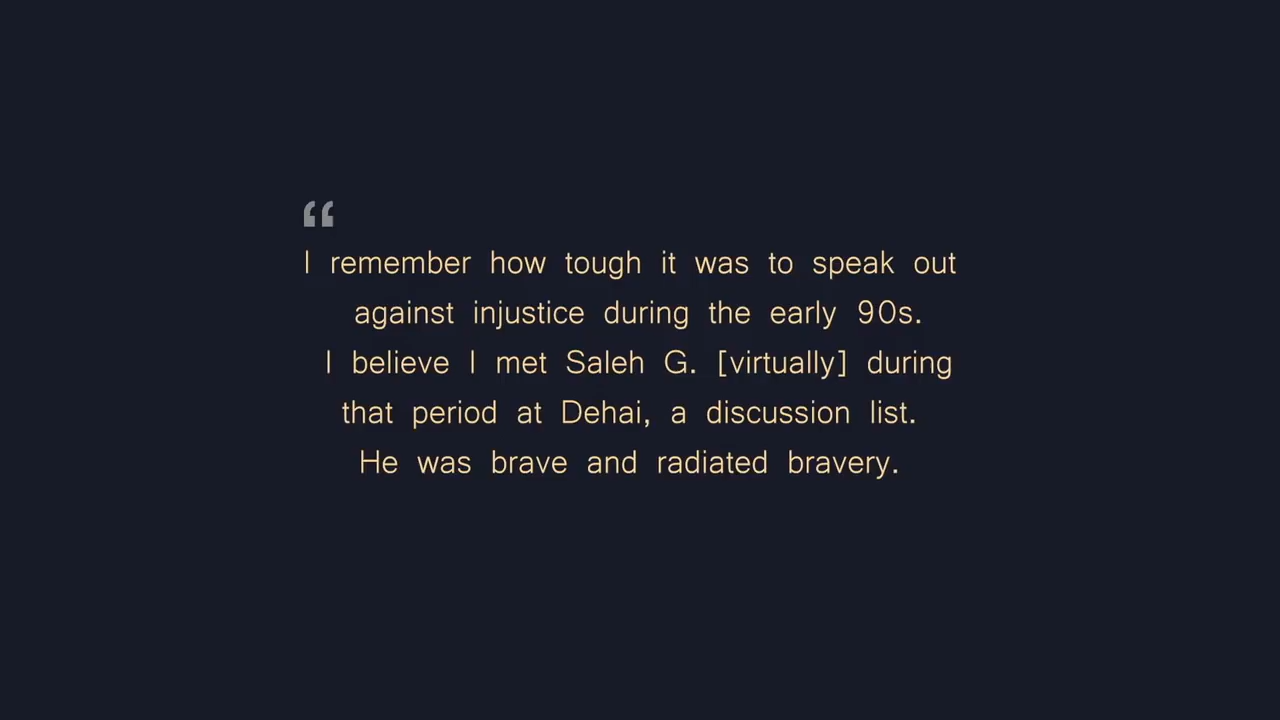 “
I remember how tough it was to speak out
against injustice during the early 90s.
I believe I met Saleh G. [virtually] during
that period at Dehai, a discussion list.
He was brave and radiated bravery.